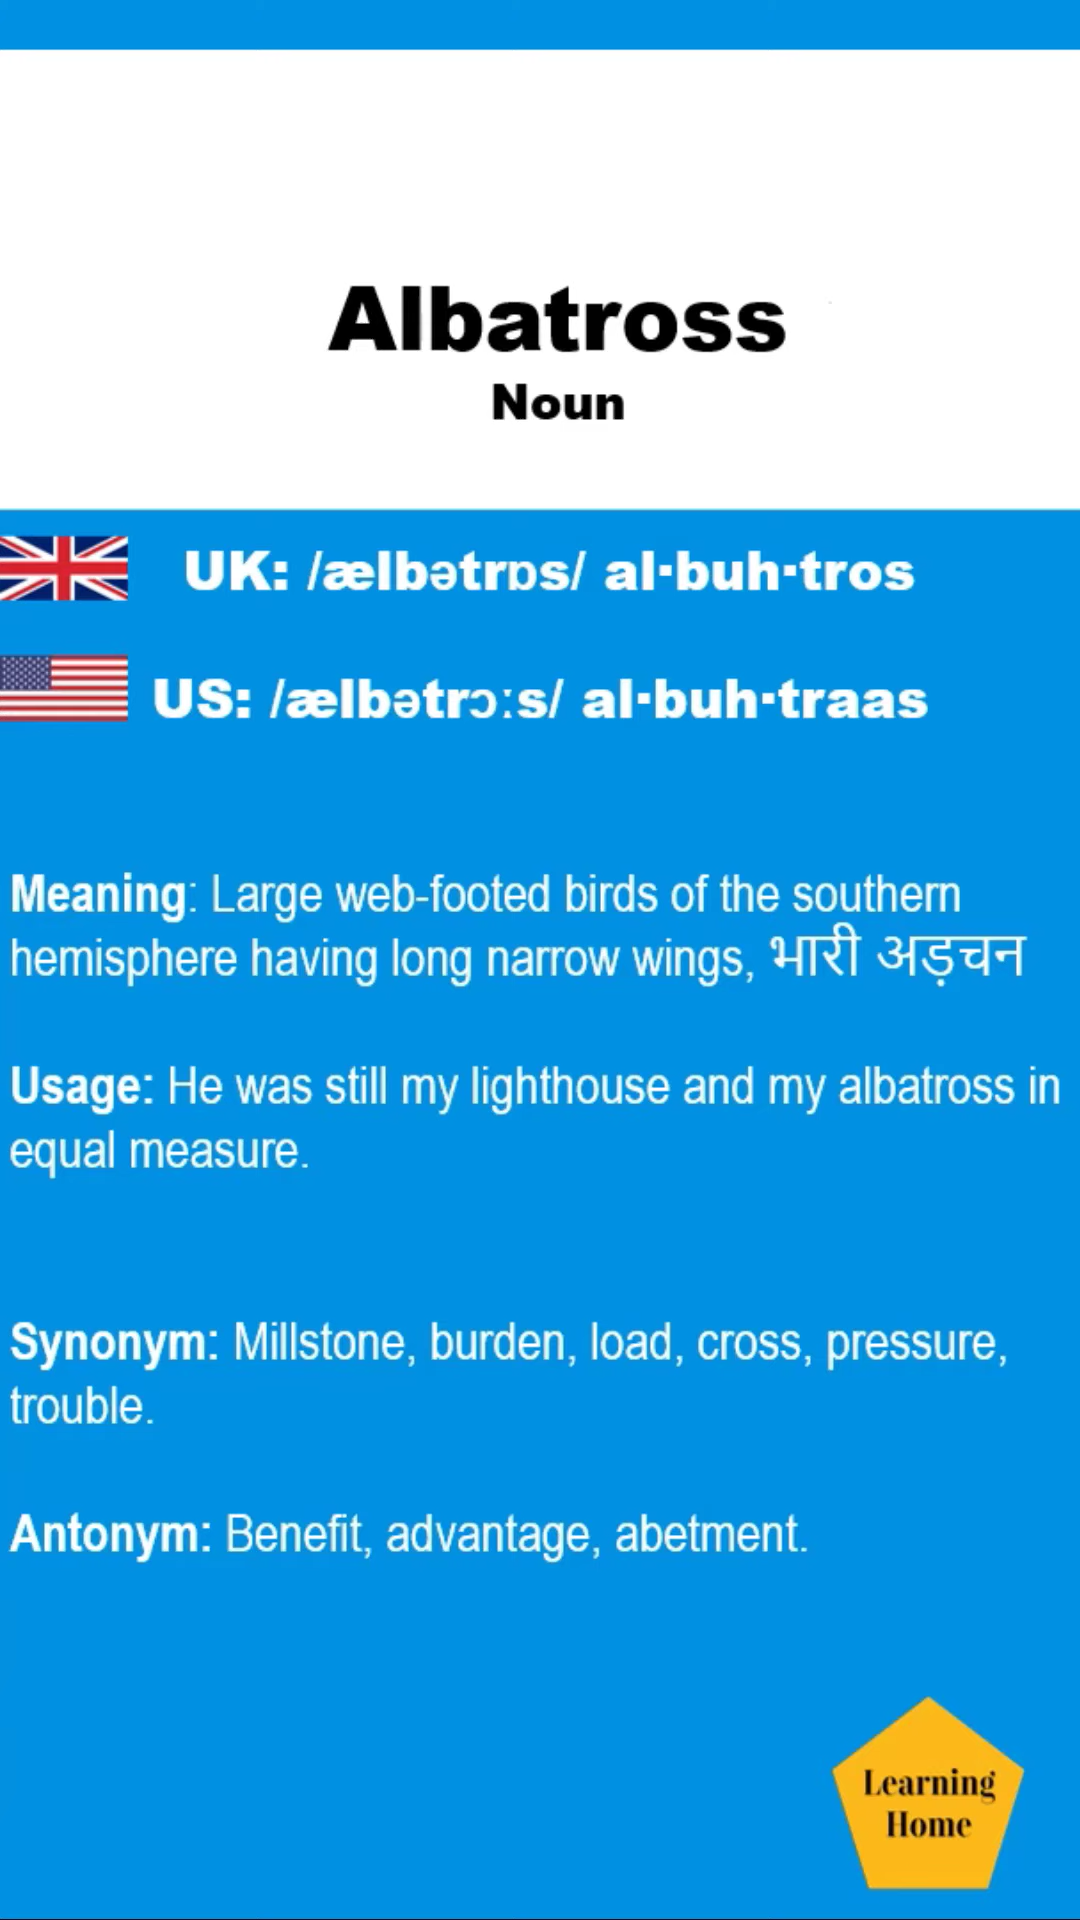 Albatross
Noun
UK: /ælbətrɒs/ al·buh·tros
US: /ælbətrɔːs/ al·buh·traas
Meaning: Large web-footed birds of the southern
hemisphere having long narrow wings, भारी अड़चन
Usage: He was still my lighthouse and my albatross in
equal measure.
Synonym: Millstone, burden, load, cross, pressure,
trouble.
Antonym: Benefit, advantage, abetment.
Learning
Home